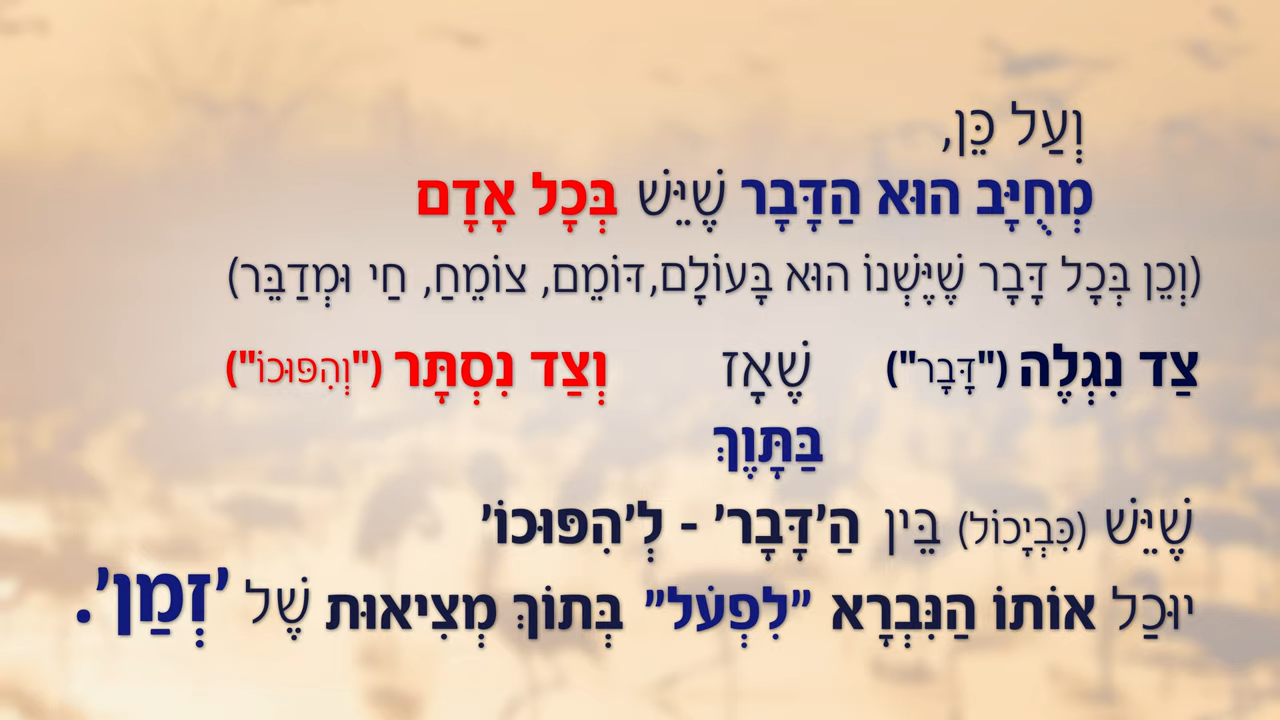 וְעַל כֵּן,
מְחֻיָּב הוּא הַדָּבָר שֶׁיֵּשׁ בְּכָל אָדָם
(וְכֵן בְּכָל דָּבָר שֶׁיֶּשְׁנוֹ הוּא בָּעוֹלָם,דּוֹמֵם, צוֹמֵחַ, חַי וּמְדַבֵּר)
צַד נִגְלֶה ("דָּבָר") שֶׁאָז וְצַד נִסְתָּר ("וְהִפּוּכוֹ")
בַּתָּוֶךְ
שֶׁיֵּשׁ (כִּבְיָכוֹל) בֵּין הַ'דָּבָר' - לְ'הִפּוּכוֹ'
יוּכַל אוֹתוֹ הַנִּבְרָא "לִפְעֹל" בְּתוֹךְ מְצִיאוּת שֶׁל 'זְמַן'.